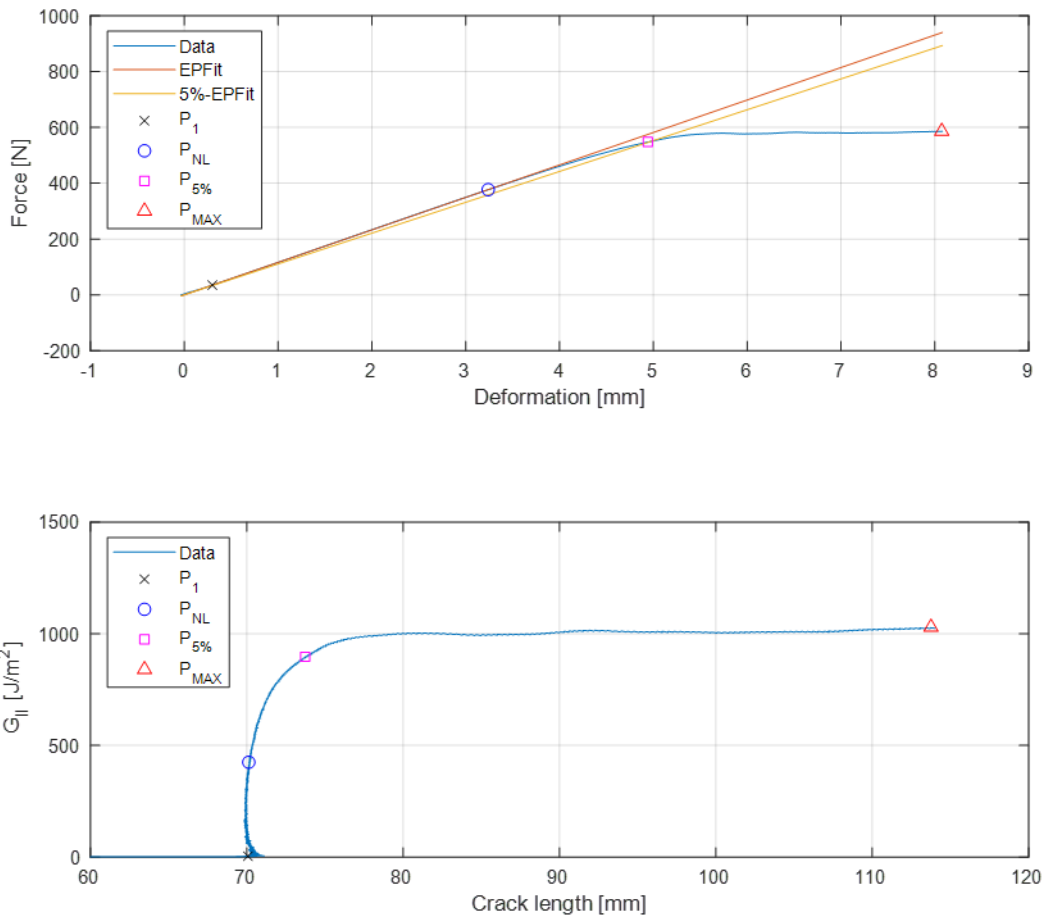 1000
800
600
400
200
0
-200
Force [N]
Data
EPFit
5%-EPFit
P1
PNL
P5%
PMAX
-1 0 1 2 3 4 5 6 7 8 9
Deformation [mm]
1500
1000
500
0
GII [J/m²]
Data
P1
PNL
P5%
PMAX
60 70 80 90 100 110 120
Crack length [mm]